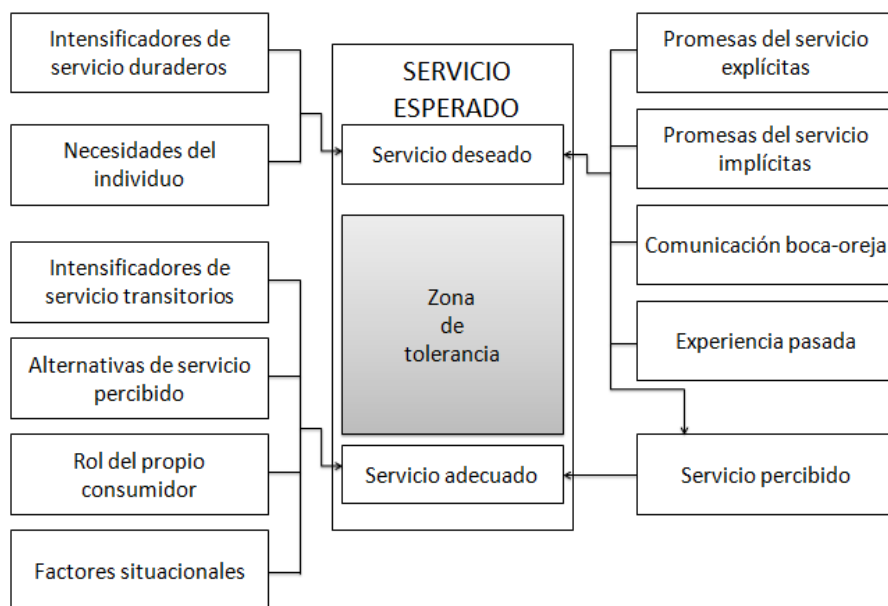 Intensificadores de
servicio duraderos
Necesidades del
individuo
Intensificadores de
servicio transitorios
Alternativas de servicio
percibido
Rol del propio
consumidor
Factores situacionales
SERVICIO
ESPERADO
Servicio deseado
Zona
de
tolerancia
Servicio adecuado
Promesas del servicio
explícitas
Promesas del servicio
implícitas
Comunicación boca-oreja
Experiencia pasada
Servicio percibido